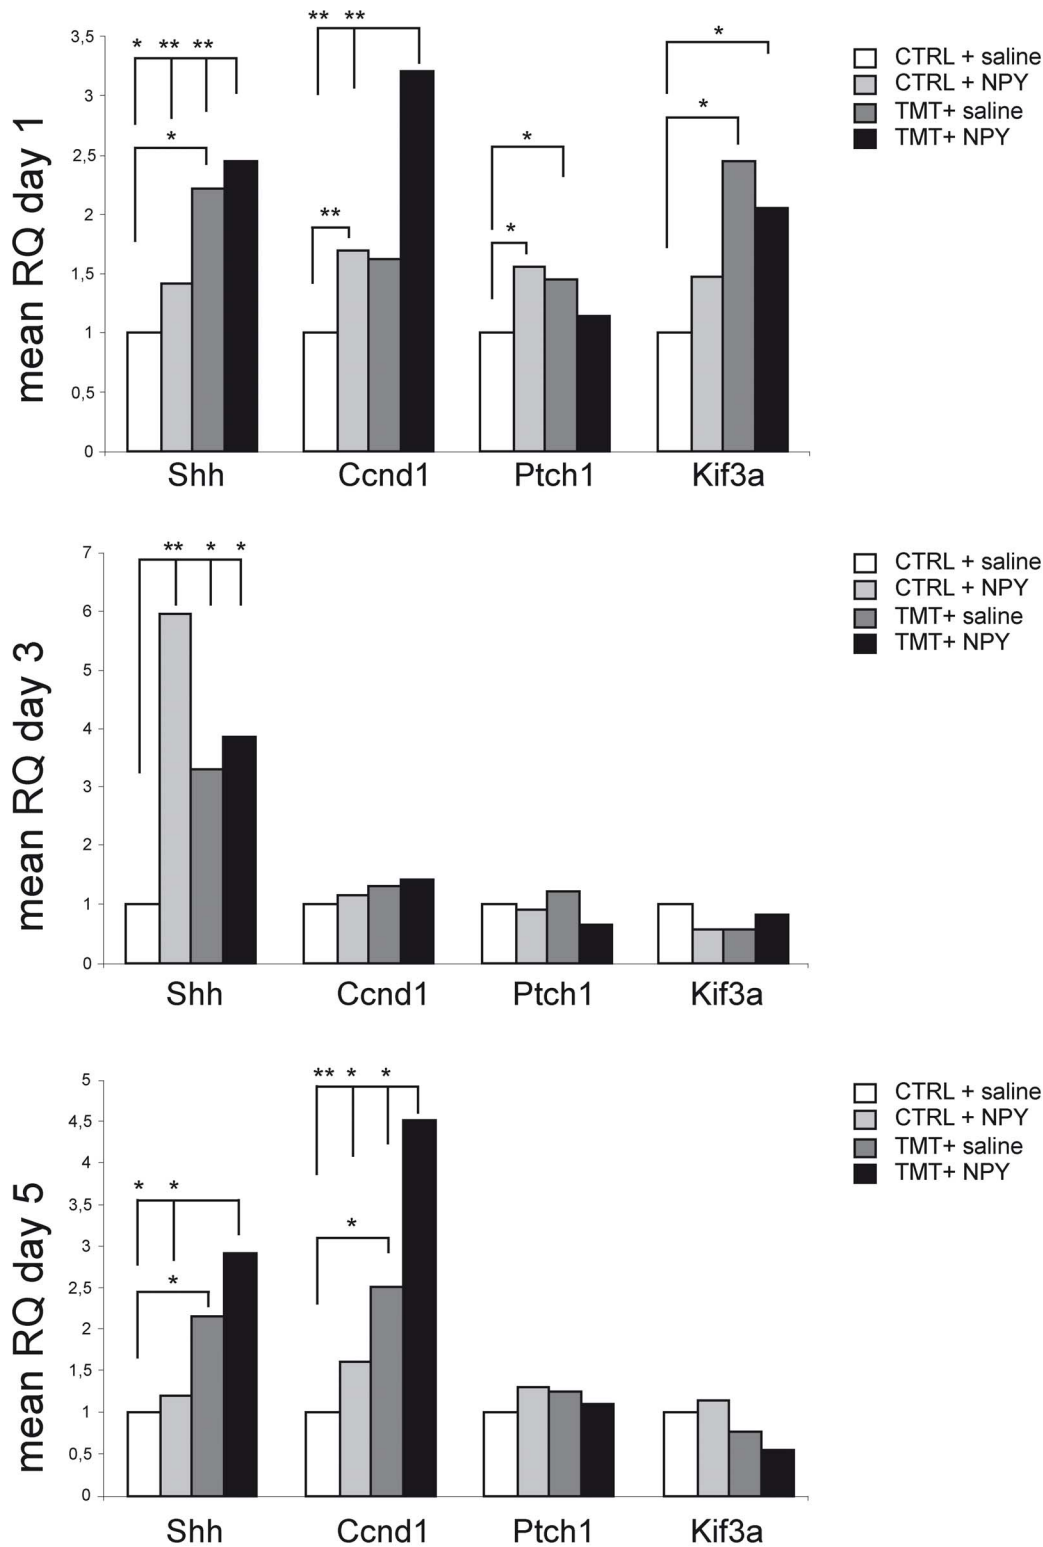 * ** **
** **
*
3,5
3
2,5
2
1,5
1
0,5
0
mean RQ day 1
*
**
*
*
*
CTRL + saline
CTRL + NPY
TMT+ saline
TMT+ NPY
Shh Ccnd1 Ptch1 Kif3a
** * *
7
6
5
4
3
2
1
0
mean RQ day 3
CTRL + saline
CTRL + NPY
TMT+ saline
TMT+ NPY
Shh Ccnd1 Ptch1 Kif3a
** * *
5
4,5
4
3,5
3
2,5
2
1,5
1
0,5
0
mean RQ day 5
* *
*
*
CTRL + saline
CTRL + NPY
TMT+ saline
TMT+ NPY
Shh Ccnd1 Ptch1 Kif3a